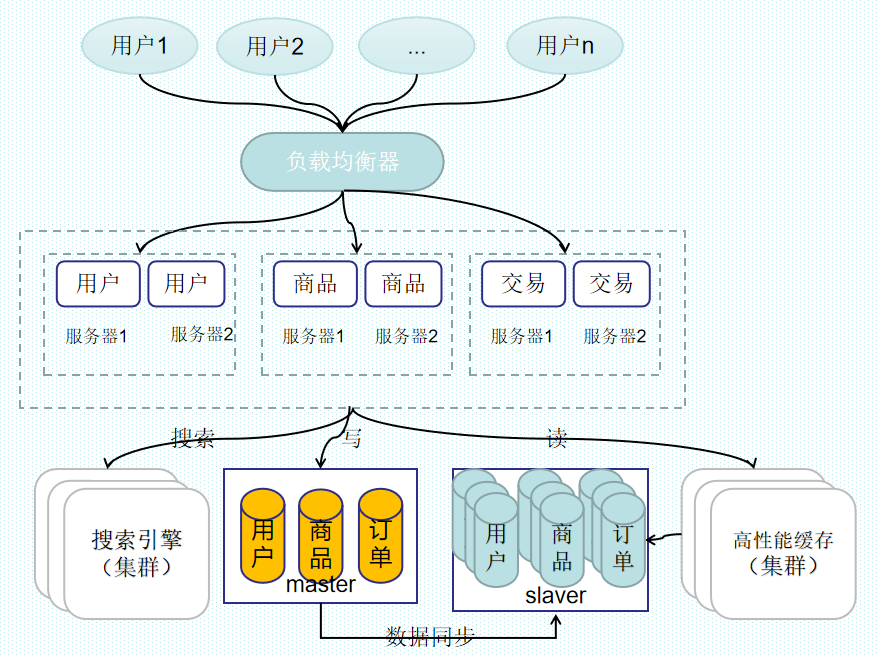 用户1
用户2
...
用户n
负载均衡器
用户
用户
商品
商品
交易
交易
服务器1
服务器2
服务器1
服务器2
服务器1
服务器2
搜索
写
读
搜索引擎
（集群）
用户
商品
订单
master
用户
商品
订单
slaver
高性能缓存
（集群）
数据同步